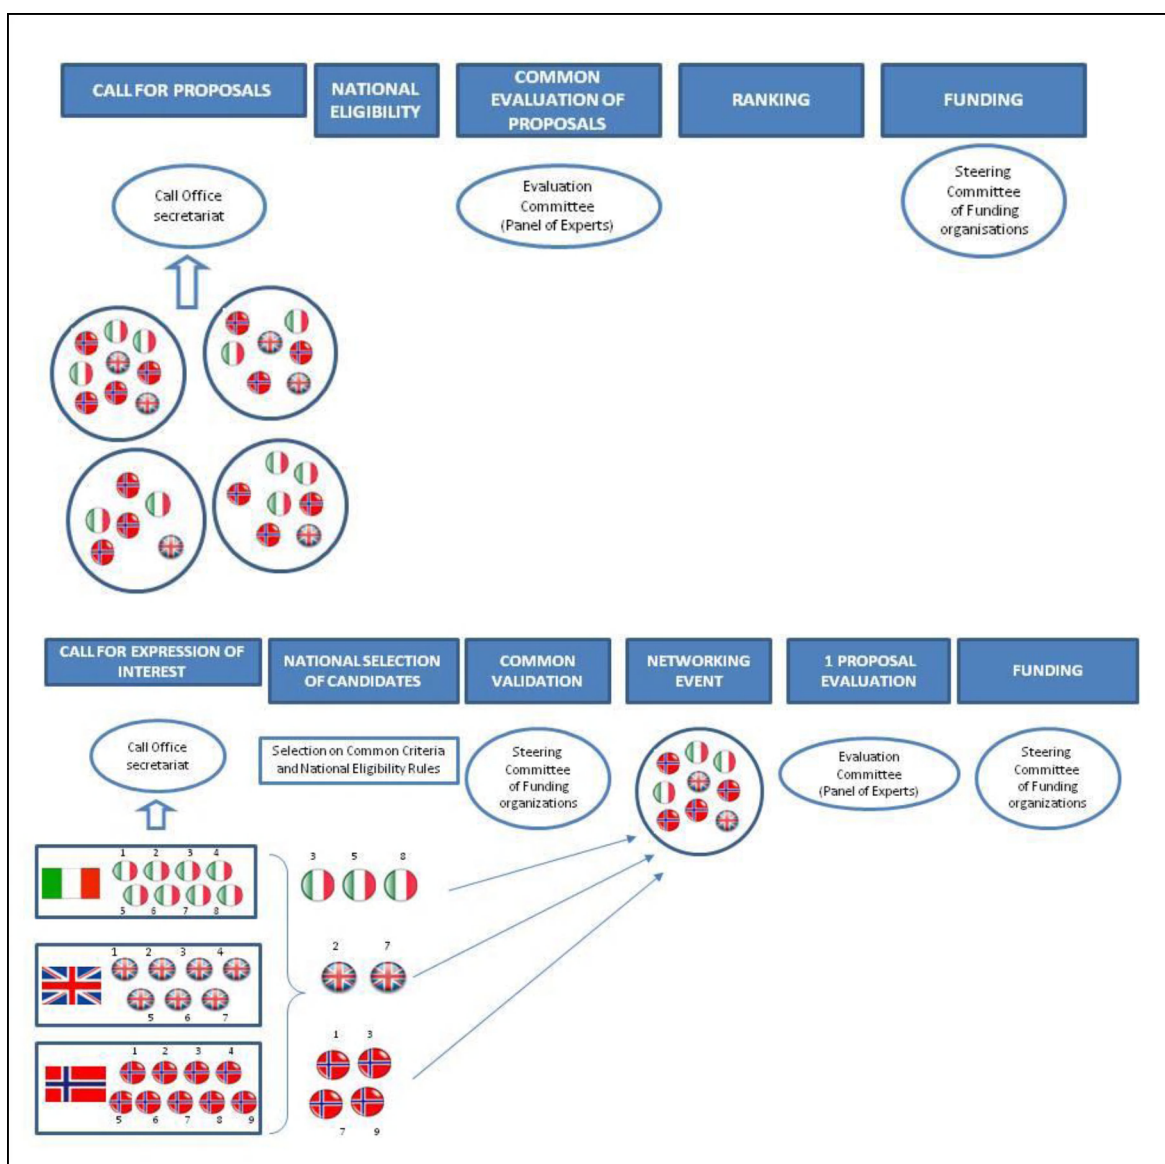 CALL FOR PROPOSALS
NATIONAL
ELIGIBILITY
COMMON
EVALUATION OF
PROPOSALS
RANKING
FUNDING
Call Office
secretariat
Evaluation
Committee
(Panel of Experts)
Steering
Committee
of Funding
organisations
CALL FOR EXPRESSION OF
INTEREST
NATIONAL SELECTION
OF CANDIDATES
COMMON
VALIDATION
NETWORKING
EVENT
1 PROPOSAL
EVALUATION
FUNDING
Call Office
secretariat
Selection on Common Criteria
and National Eligibility Rules
Steering
Committee
of Funding
organizations
Evaluation
Committee
(Panel of Experts)
Steering
Committee
of Funding
organizations
1 2 3 4
5 6 7 8
3 5 8
1 2 3 4
5 6 7
2 7
1 2 3 4
5 6 7 8 9
1 3
7 9